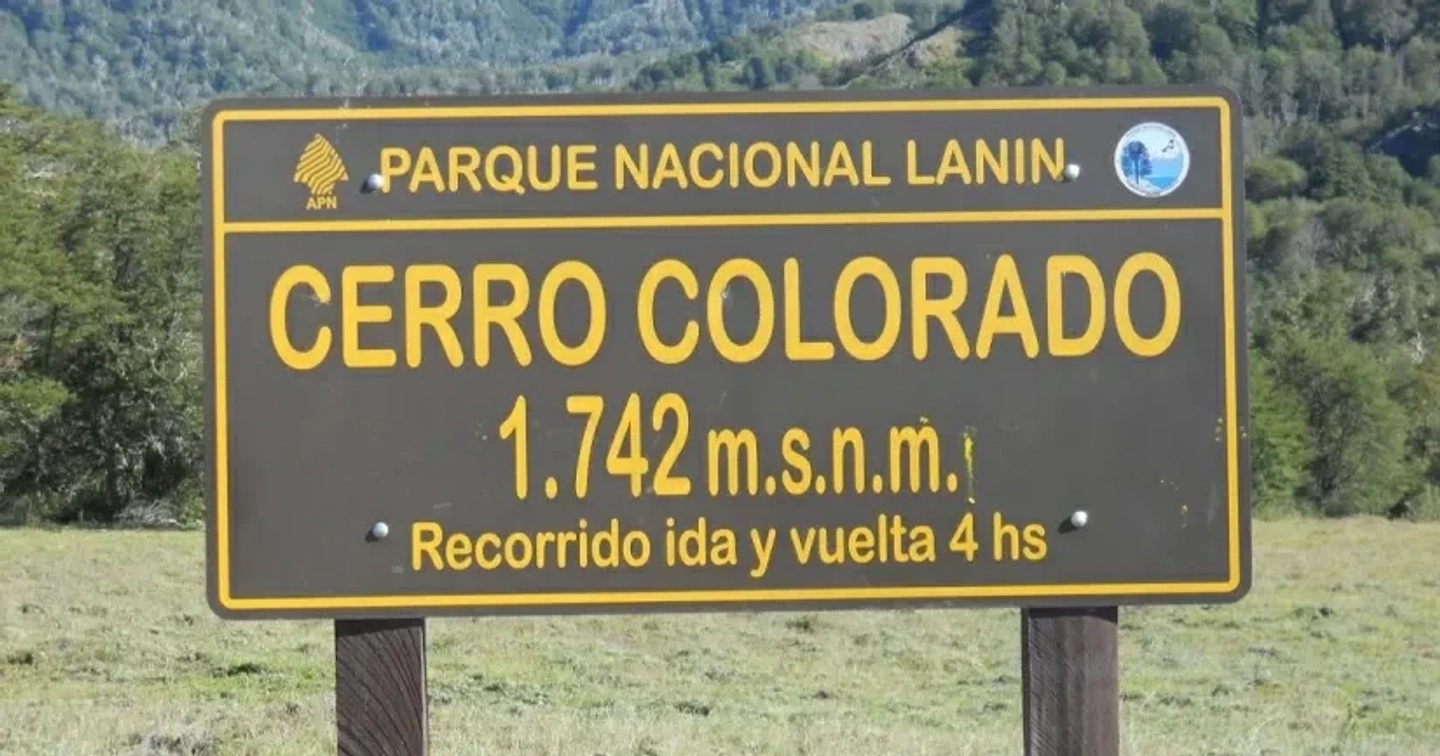 PARQUE NACIONAL LANIN
APN
CERRO COLORADO
1.742 m.s.n.m.
Recorrido ida y vuelta 4 hs